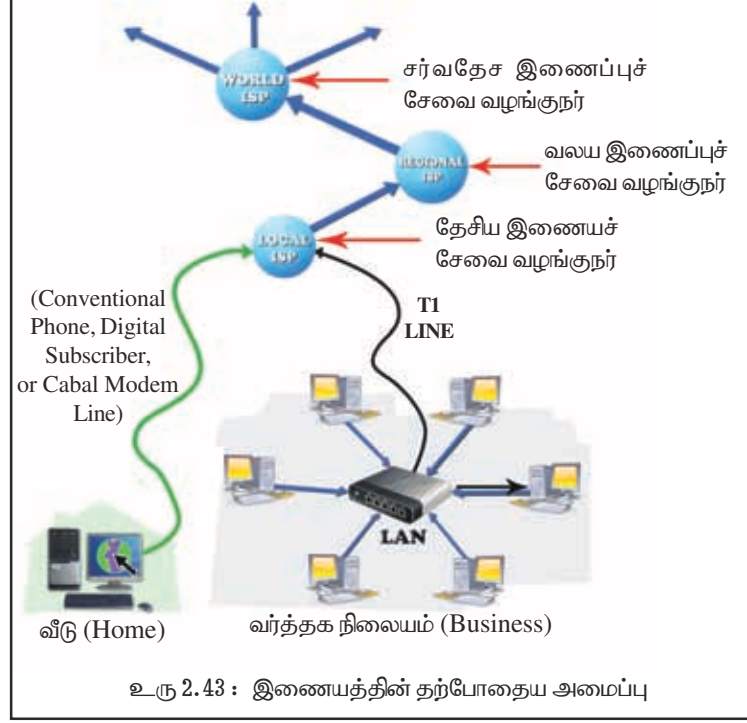 WORLD
ISP
சர்வதேச இணைப்புச்
சேவை வழங்குநர்
REGIONAL
ISP
வலய இணைப்புச்
சேவை வழங்குநர்
LOCAL
ISP
தேசிய இணையச்
சேவை வழங்குநர்
(Conventional
Phone, Digital
Subscriber,
or Cabal Modem
Line)
T1
LINE
LAN
வீடு (Home)
வர்த்தக நிலையம் (Business)
உரு 2.43 : இணையத்தின் தற்போதைய அமைப்பு